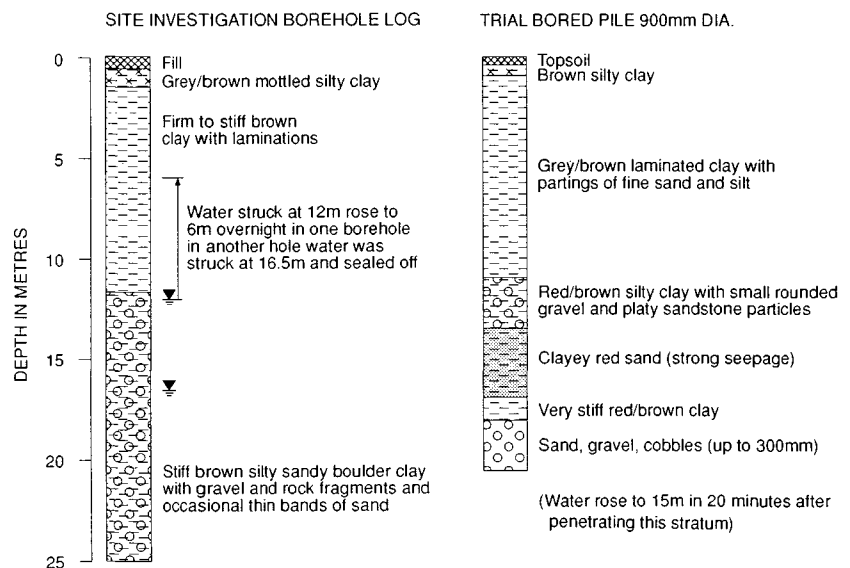 SITE INVESTIGATION BOREHOLE LOG
0
5
10
15
20
25
DEPTH IN METRES
Fill
Grey/brown mottled silty clay
Firm to stiff brown
clay with laminations
Water struck at 12m rose to
6m overnight in one borehole
in another hole water was
struck at 16.5m and sealed off
Stiff brown silty sandy boulder clay
with gravel and rock fragments and
occasional thin bands of sand
TRIAL BORED PILE 900mm DIA.
Topsoil
Brown silty clay
Grey/brown laminated clay with
partings of fine sand and silt
Red/brown silty clay with small rounded
gravel and platy sandstone particles
Clayey red sand (strong seepage)
Very stiff red/brown clay
Sand, gravel, cobbles (up to 300mm)
(Water rose to 15m in 20 minutes after
penetrating this stratum)